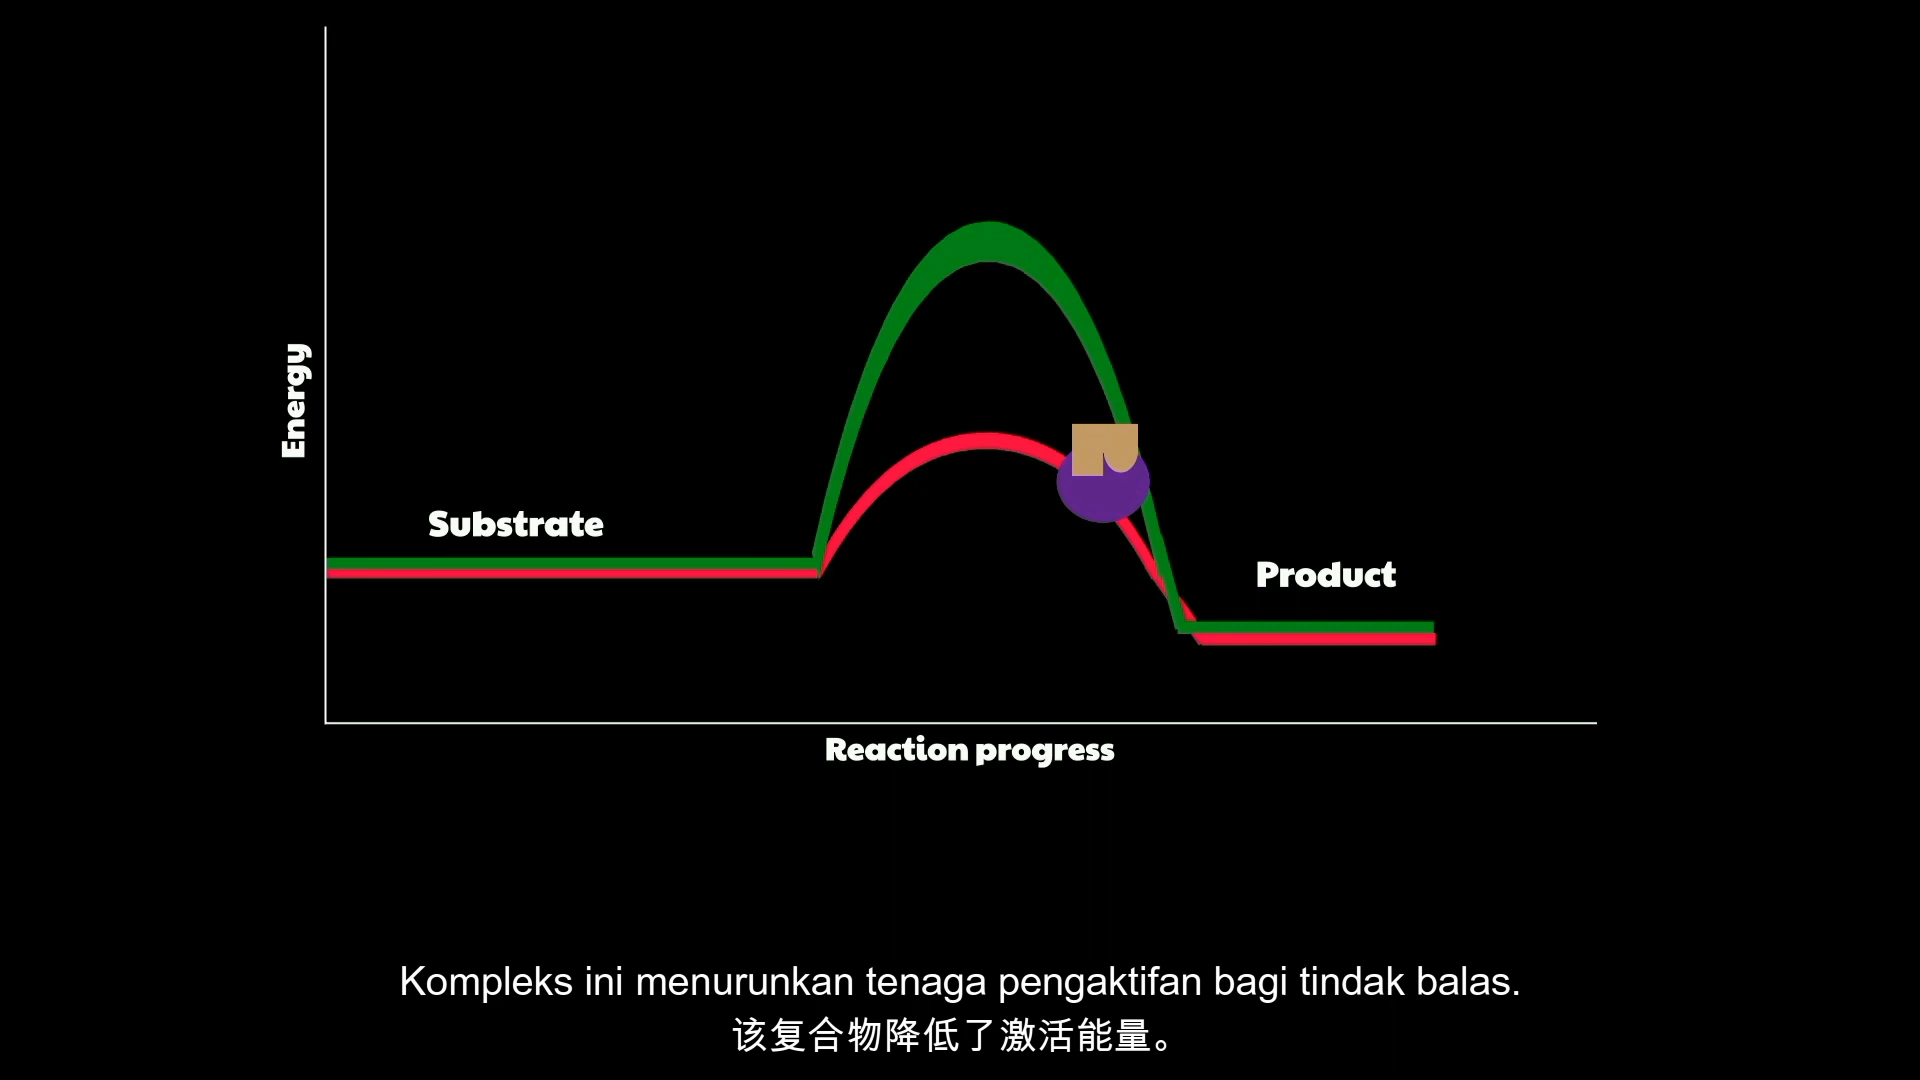 Energy
Substrate
Product
Reaction progress
Kompleks ini menurunkan tenaga pengaktifan bagi tindak balas.
该复合物降低了激活能量。